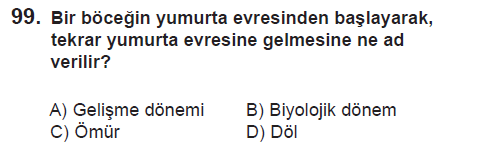 99. Bir böceğin yumurta evresinden başlayarak,
tekrar yumurta evresine gelmesine ne ad
verilir?
A) Gelişme dönemi B) Biyolojik dönem
C) Ömür D) Döl